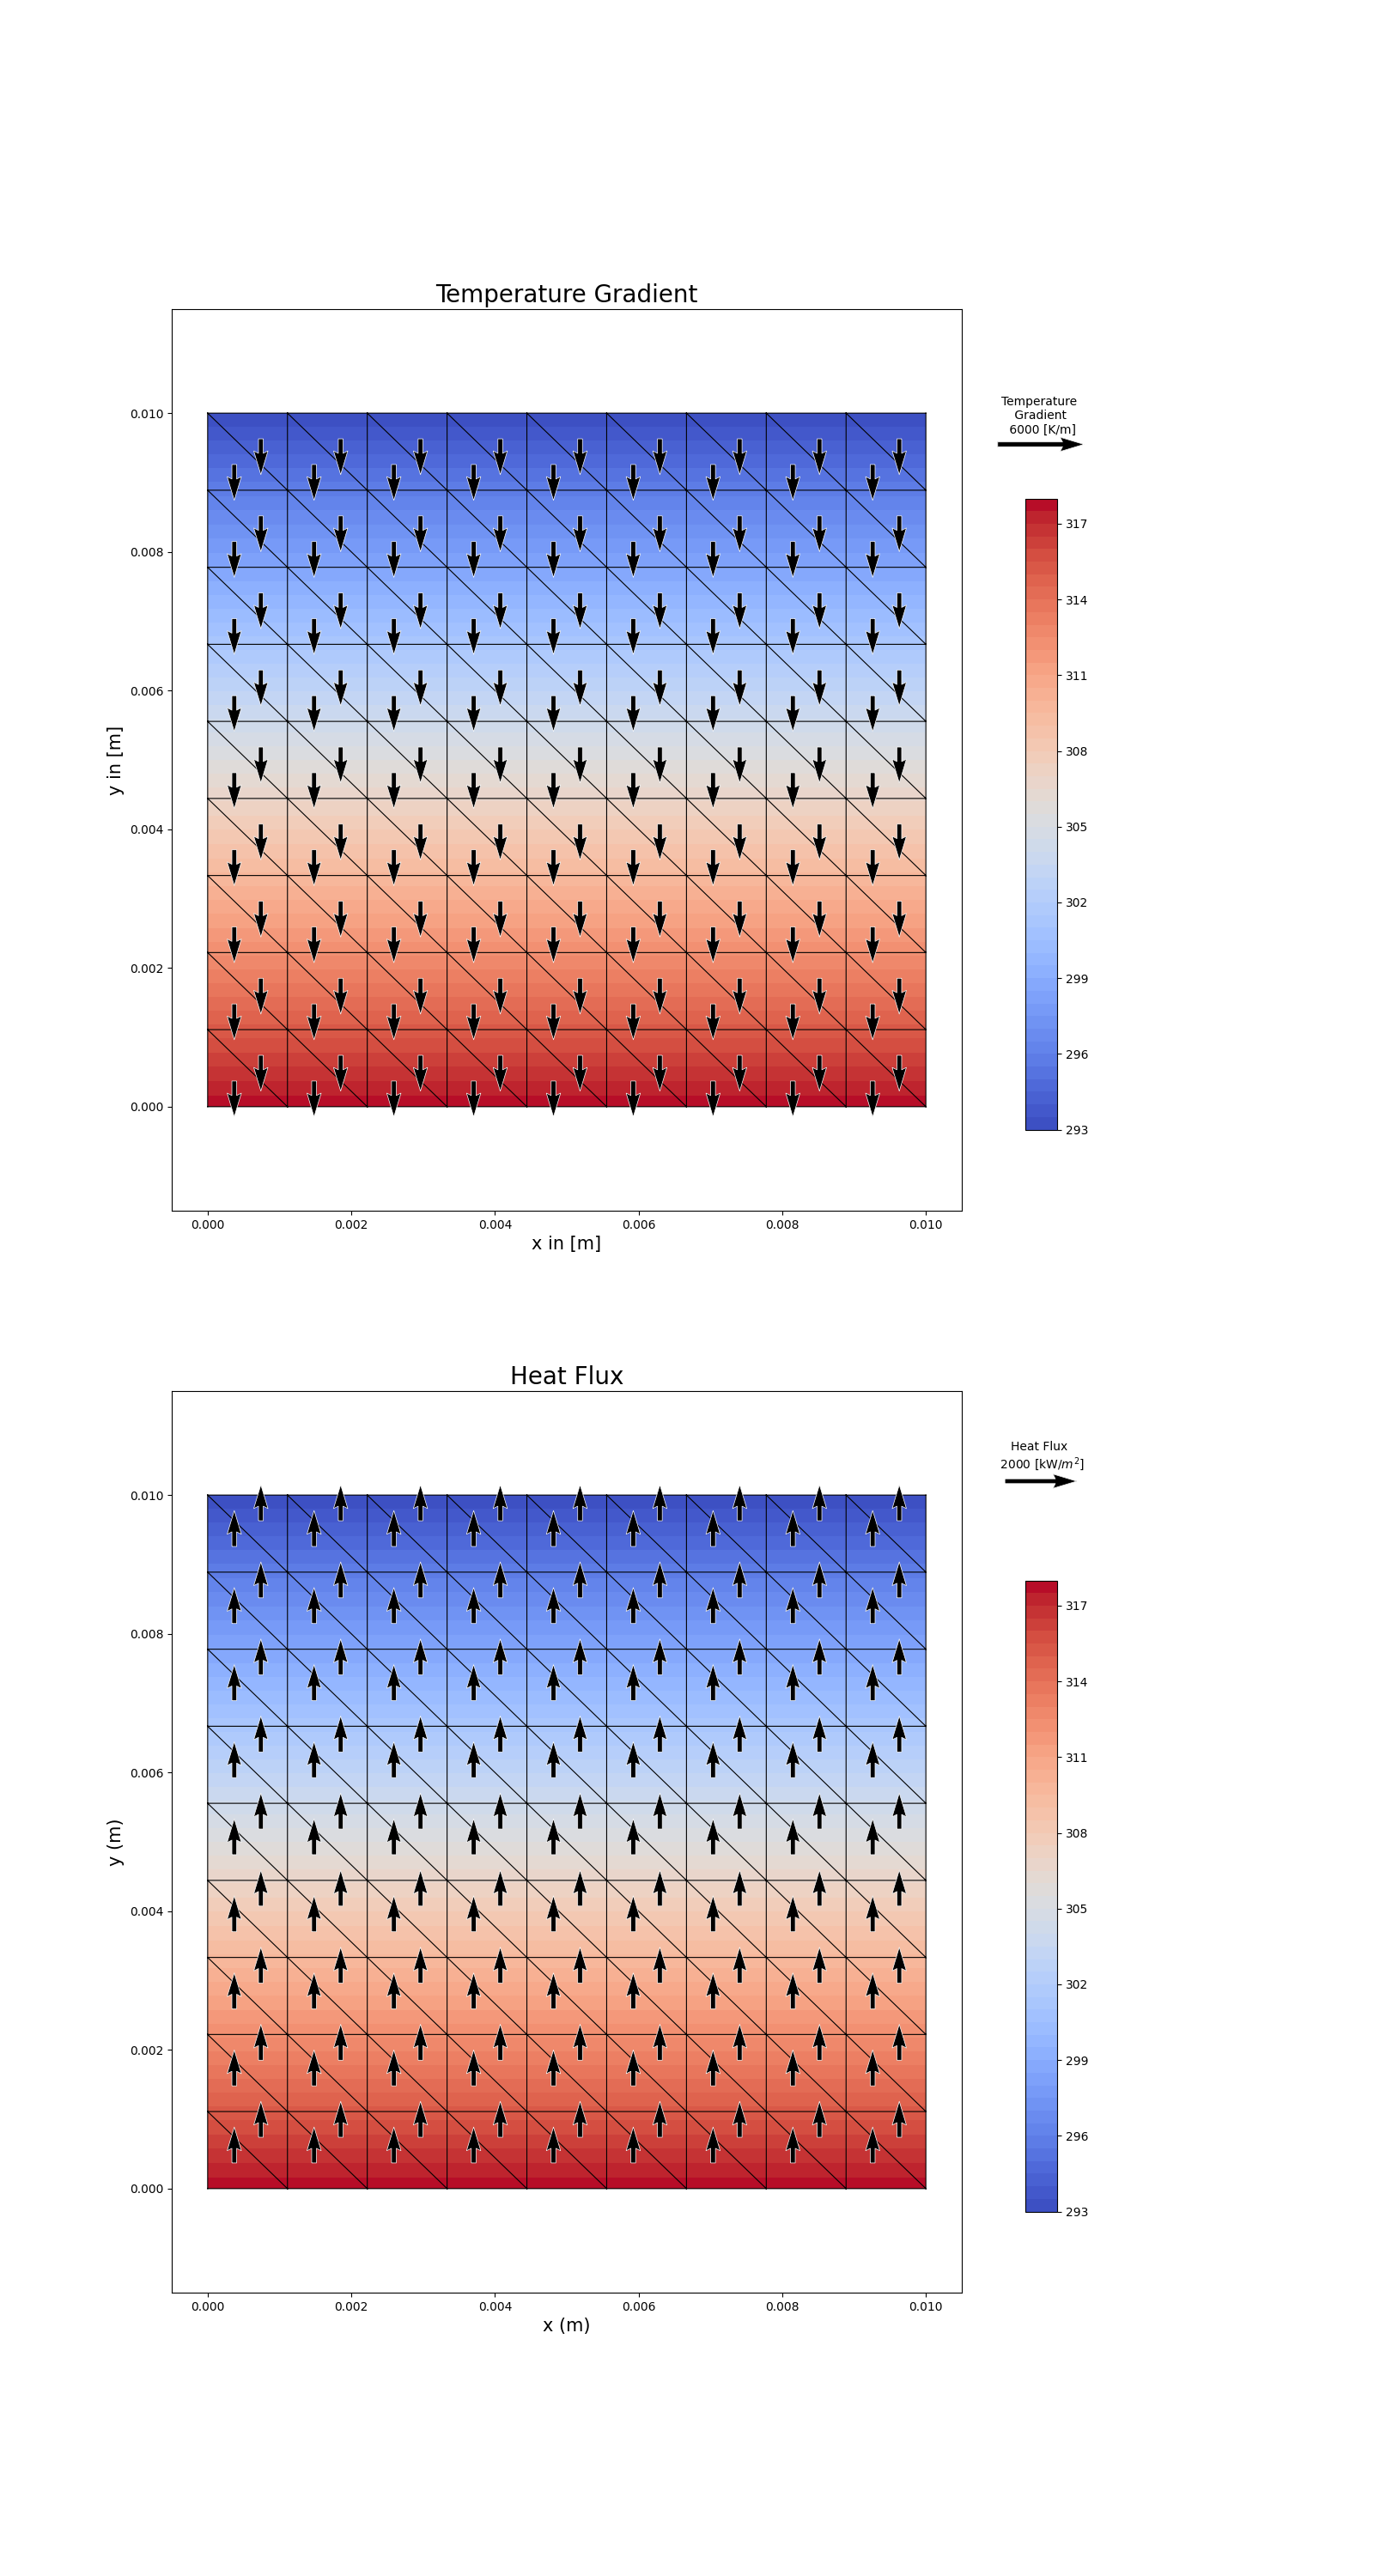 Temperature Gradient
Temperature
Gradient
6000 [K/m]
0.010
0.008
0.006
0.004
0.002
0.000
y in [m]
0.000 0.002 0.004 0.006 0.008 0.010
x in [m]
317
314
311
308
305
302
299
296
293
Heat Flux
Heat Flux
2000 [kW/m²]
0.010
0.008
0.006
0.004
0.002
0.000
y (m)
0.000 0.002 0.004 0.006 0.008 0.010
x (m)
317
314
311
308
305
302
299
296
293